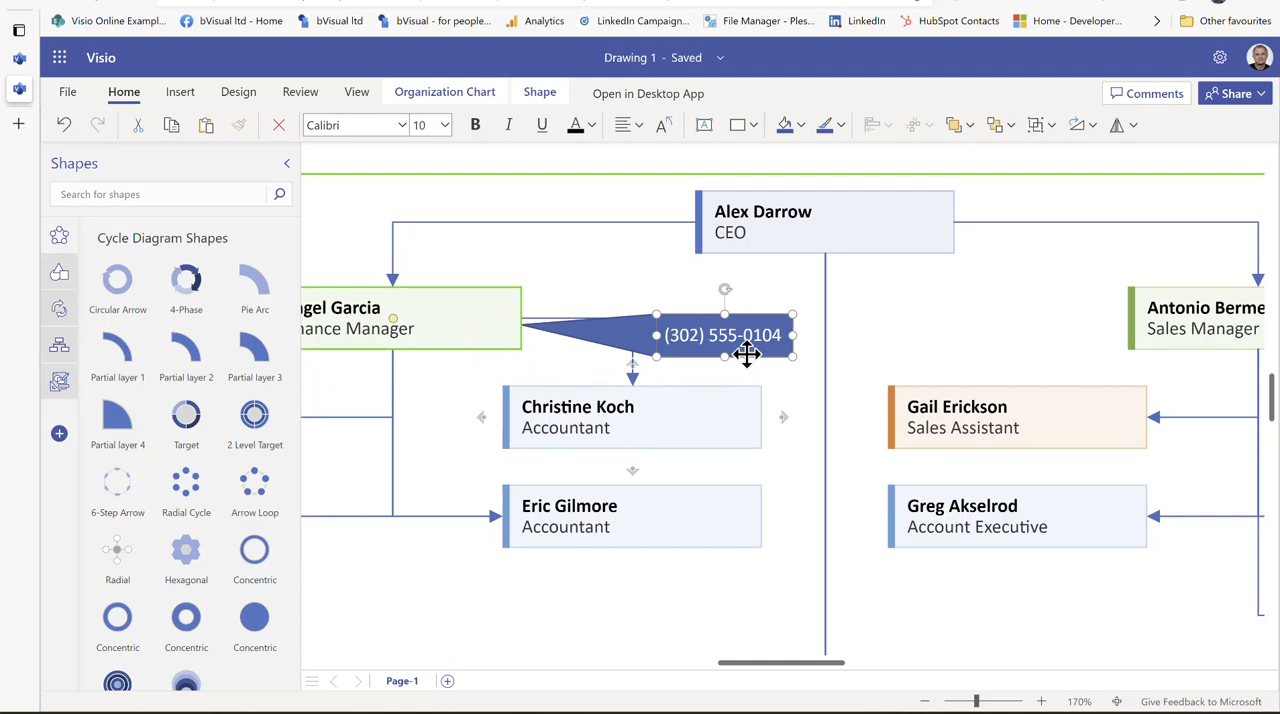 Visio Online Exampl... bVisual ltd - Home bVisual ltd bVisual - for people... Analytics LinkedIn Campaign... File Manager - Ples... LinkedIn HubSpot Contacts Home - Developer... Other favourites
Visio Drawing 1 - Saved
File Home Insert Design Review View Organization Chart Shape Open in Desktop App Comments Share
Calibri 10 B I U A
Shapes
Search for shapes
Cycle Diagram Shapes
Circular Arrow 4-Phase Pie Arc
Partial layer 1 Partial layer 2 Partial layer 3
Partial layer 4 Target 2 Level Target
6-Step Arrow Radial Cycle Arrow Loop
Radial Hexagonal Concentric
Concentric Concentric Concentric
Alex Darrow
CEO
ngel Garcia
nance Manager
(302) 555-0104
Antonio Berme
Sales Manager
Christine Koch
Accountant
Gail Erickson
Sales Assistant
Eric Gilmore
Accountant
Greg Akselrod
Account Executive
Page-1
170% Give Feedback to Microsoft